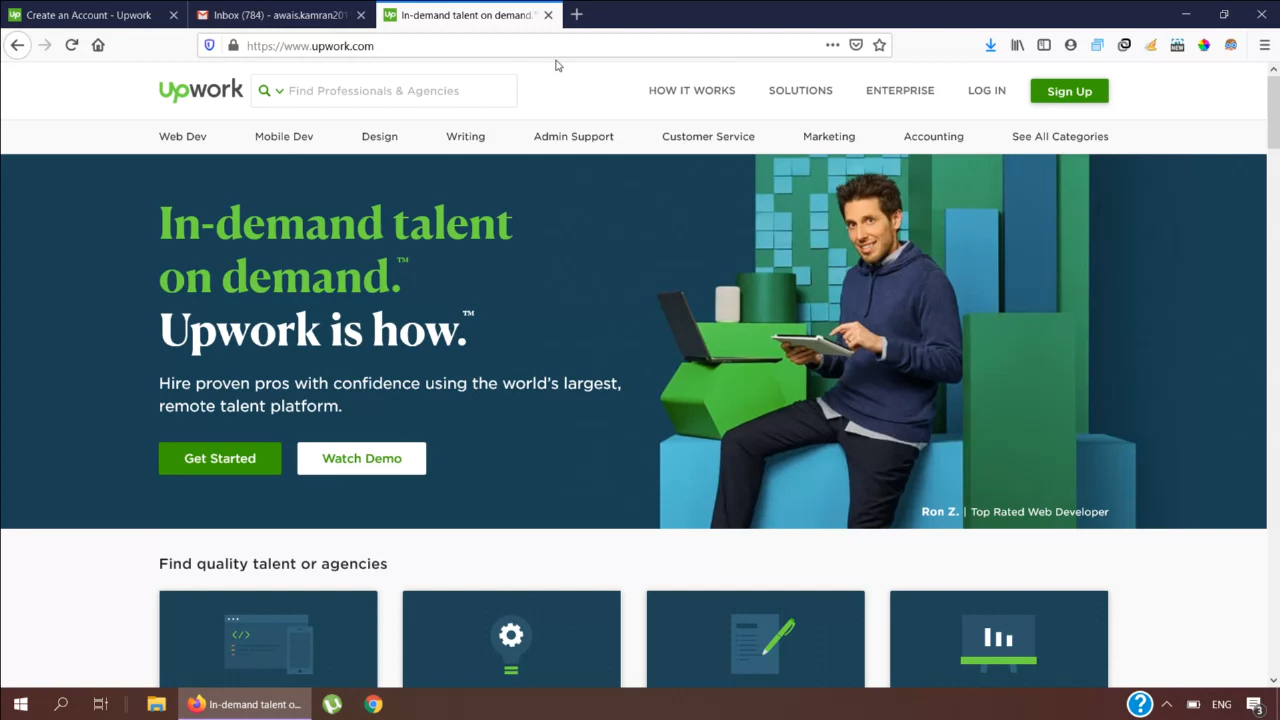 Create an Account - Upwork
Inbox (784) - awais.kamran201
In-demand talent on demand.
https://www.upwork.com
upwork
Find Professionals & Agencies
HOW IT WORKS
SOLUTIONS
ENTERPRISE
LOG IN
Sign Up
Web Dev
Mobile Dev
Design
Writing
Admin Support
Customer Service
Marketing
Accounting
See All Categories
In-demand talent
on demand.™
Upwork is how.™
Hire proven pros with confidence using the world's largest,
remote talent platform.
Get Started
Watch Demo
Ron Z. | Top Rated Web Developer
Find quality talent or agencies
In-demand talent o...
ENG
3